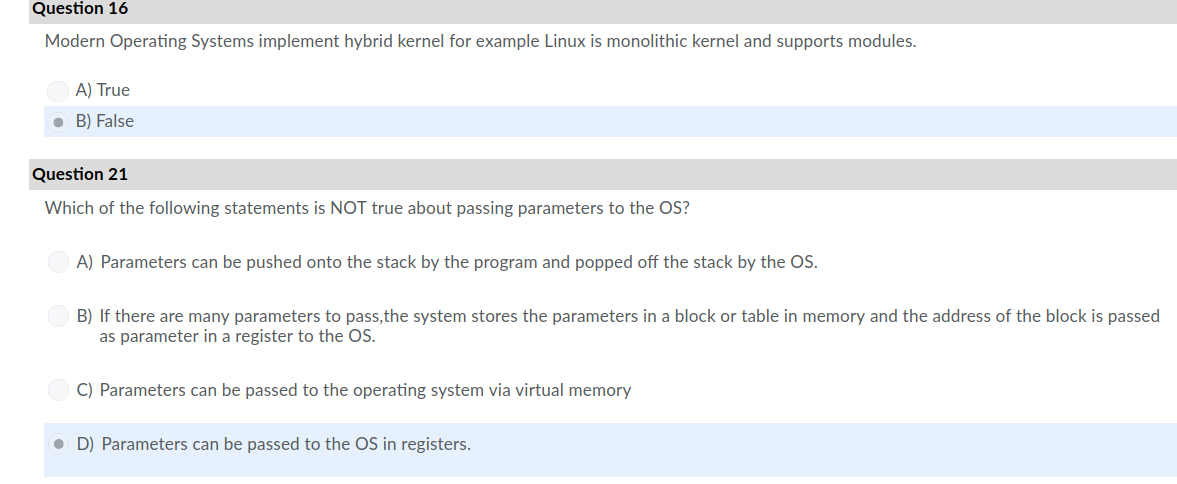 Question 16
Modern Operating Systems implement hybrid kernel for example Linux is monolithic kernel and supports modules.
A) True
B) False
Question 21
Which of the following statements is NOT true about passing parameters to the OS?
A) Parameters can be pushed onto the stack by the program and popped off the stack by the OS.
B) If there are many parameters to pass,the system stores the parameters in a block or table in memory and the address of the block is passed
as parameter in a register to the OS.
C) Parameters can be passed to the operating system via virtual memory
D) Parameters can be passed to the OS in registers.